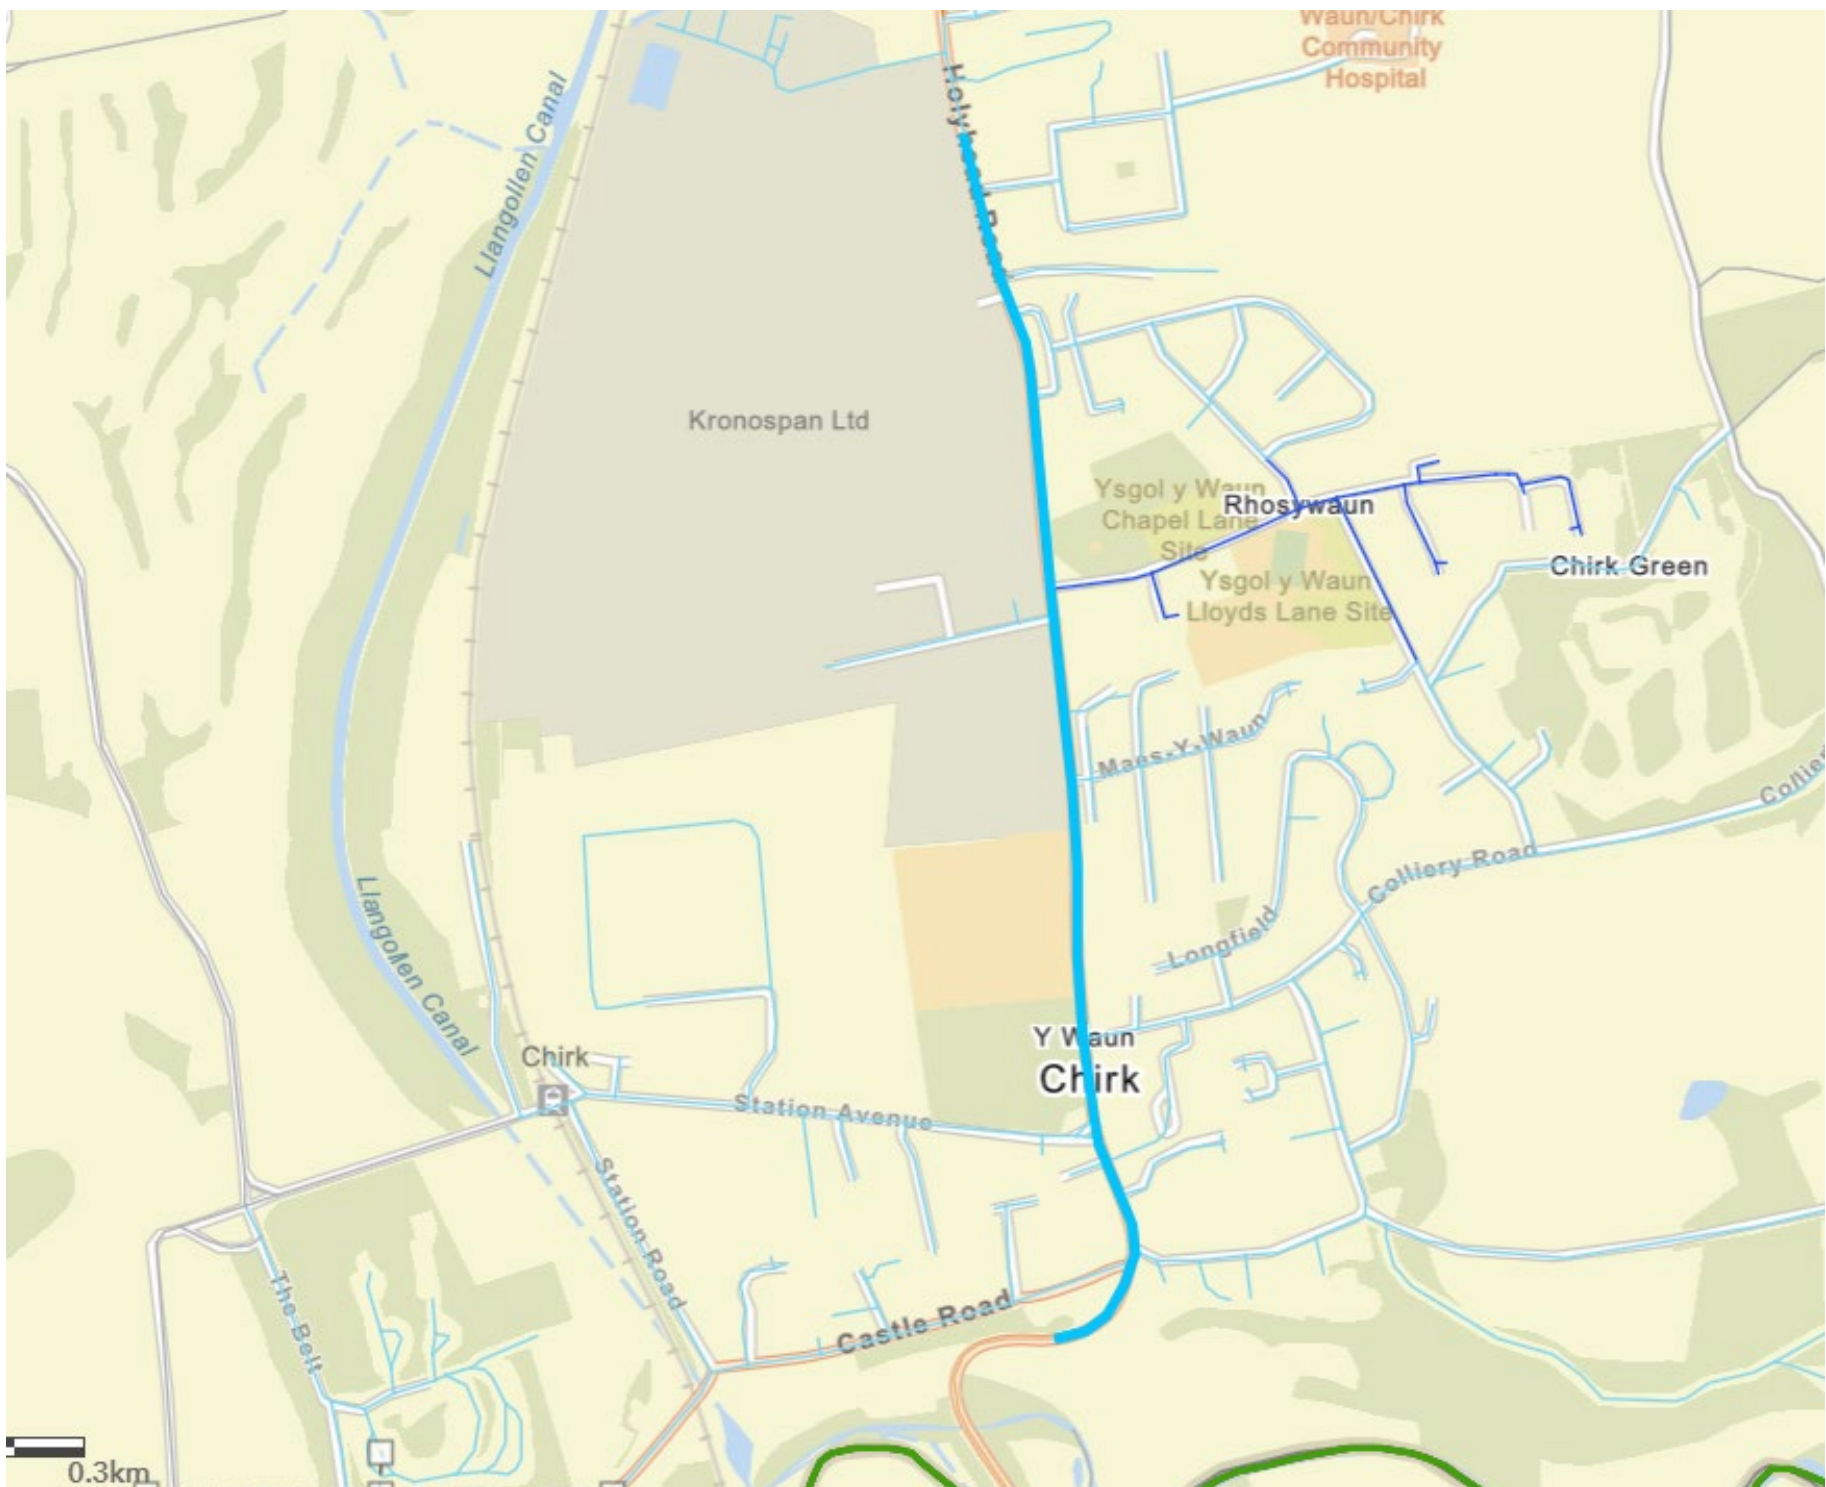 Waun/Chirk
Community
Hospital
Llangollen Canal
Holyhead Road
Kronospan Ltd
Ysgol y Waun
Chapel Lane
Site
Rhosywaun
Ysgol y Waun
Lloyds Lane Site
Chirk Green
Maes-Y-Waun
Collier
Colliery Road
Longfield
Llangollen Canal
Y Waun
Chirk
Chirk
Station Avenue
Station Road
The Belt
Castle Road
0.3km